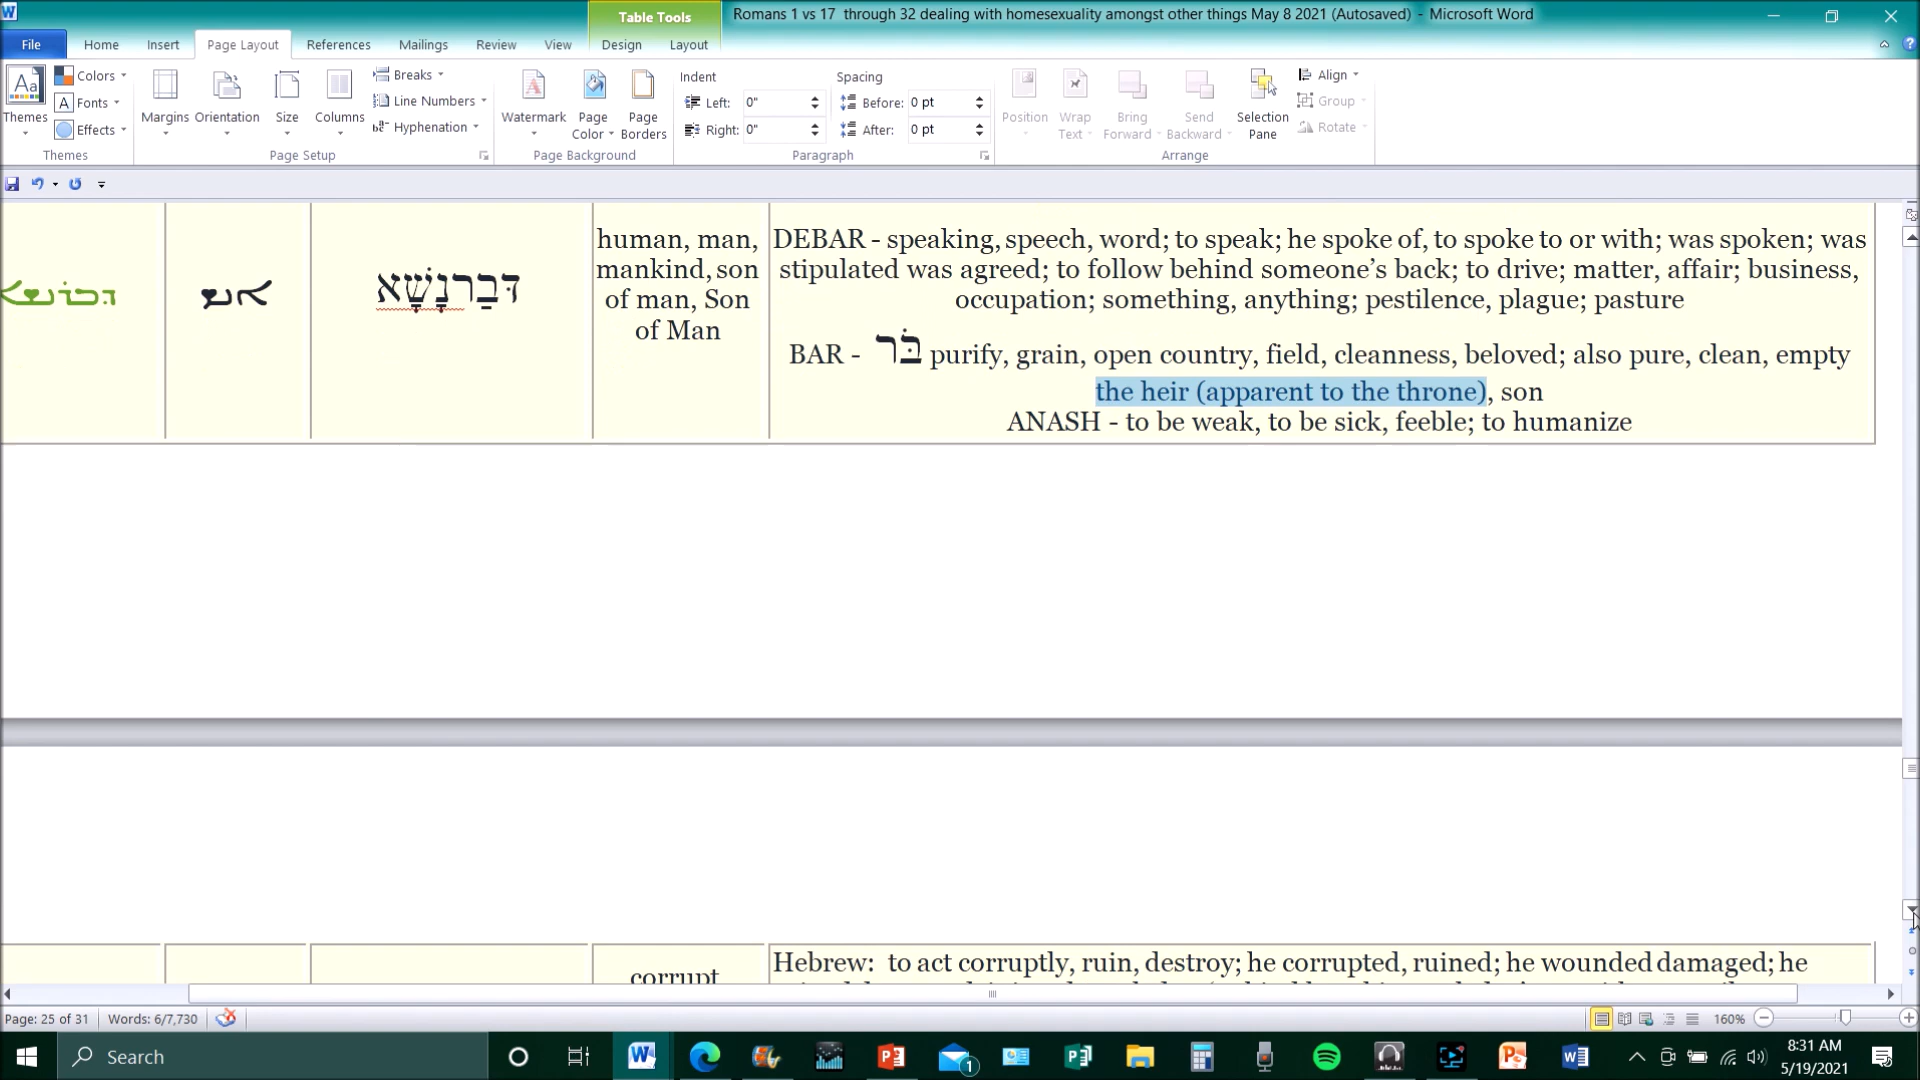 Table Tools
Romans 1 vs 17  through 32 dealing with homesexuality amongst other things May 8 2021 (Autosaved)  -  Microsoft Word
File Home Insert Page Layout References Mailings Review View Design Layout
Aa Themes
Colors
Fonts
Effects
Themes
Margins Orientation Size Columns
Breaks
Line Numbers
Hyphenation
Page Setup
Watermark Page Color Page Borders
Page Background
Indent
Left: 0"
Right: 0"
Spacing
Before: 0 pt
After: 0 pt
Paragraph
Position Wrap Text Bring Forward Send Backward Selection Pane
Align
Group
Rotate
Arrange
דְּבַרנָשָׁא
human, man,
mankind, son
of man, Son
of Man
DEBAR - speaking, speech, word; to speak; he spoke of, to spoke to or with; was spoken; was
stipulated was agreed; to follow behind someone's back; to drive; matter, affair; business,
occupation; something, anything; pestilence, plague; pasture
BAR - בֹּר purify, grain, open country, field, cleanness, beloved; also pure, clean, empty
the heir (apparent to the throne), son
ANASH - to be weak, to be sick, feeble; to humanize
corrupt
Hebrew:  to act corruptly, ruin, destroy; he corrupted, ruined; he wounded damaged; he
Page: 25 of 31 Words: 6/7,730 160%
Search
1
8:31 AM
5/19/2021